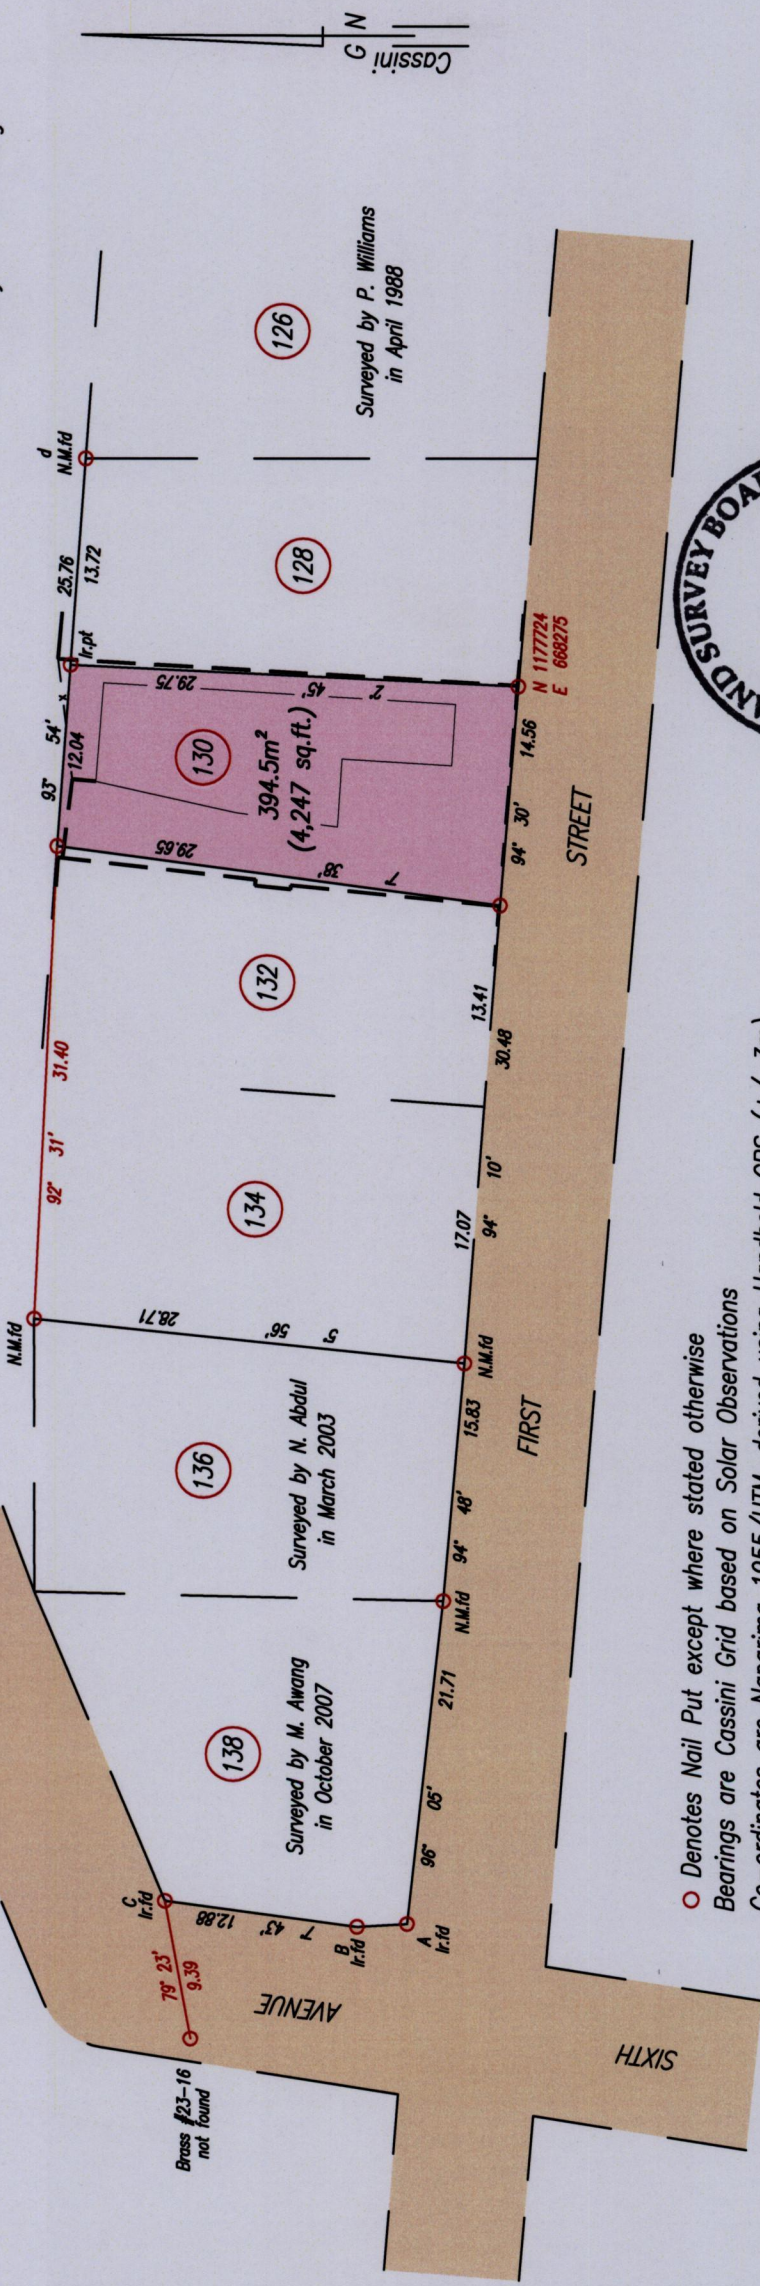 Cassini
G N
126
Surveyed by P. Williams
in April 1988
d
N.M.fd
25.76
13.72
128
Ir.pt
93° 54'
12.04
x
29.75
45'
2°
130
394.5m²
(4,247 sq.ft.)
29.65
38'
7°
N 1177724
E 668275
14.56
94° 30'
STREET
132
13.41
30.48
92° 31' 31.40
134
94° 10'
17.07
N.M.fd
28.71
56'
5°
N.M.fd
FIRST
136
Surveyed by N. Abdul
in March 2003
15.83
94° 48'
N.M.fd
138
Surveyed by M. Awang
in October 2007
21.71
96° 05'
C
Ir.fd
12.88
43'
7°
B
Ir.fd
A
Ir.fd
79° 23'
9.39
Brass #23-16
not found
AVENUE
SIXTH
LAND SURVEY BOARD
Denotes Nail Put except where stated otherwise
Bearings are Cassini Grid based on Solar Observations